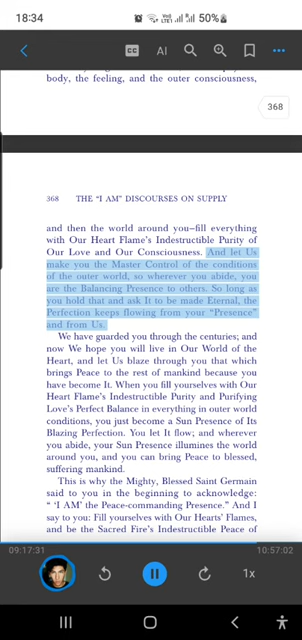 18:34
50%
CC
AI
body, the feeling, and the outer consciousness,
368
368 THE "I AM" DISCOURSES ON SUPPLY
and then the world around you—fill everything
with Our Heart Flame's Indestructible Purity of
Our Love and Our Consciousness. And let Us
make you the Master Control of the conditions
of the outer world, so wherever you abide, you
are the Balancing Presence to others. So long as
you hold that and ask It to be made Eternal, the
Perfection keeps flowing from your "Presence"
and from Us.
We have guarded you through the centuries; and
now We hope you will live in Our World of the
Heart, and let Us blaze through you that which
brings Peace to the rest of mankind because you
have become It. When you fill yourselves with Our
Heart Flame's Indestructible Purity and Purifying
Love's Perfect Balance in everything in outer world
conditions, you just become a Sun Presence of Its
Blazing Perfection. You let It flow; and wherever
you abide, your Sun Presence illumines the world
around you, and you can bring Peace to blessed,
suffering mankind.
This is why the Mighty, Blessed Saint Germain
said to you in the beginning to acknowledge:
" 'I AM' the Peace-commanding Presence." And I
say to you: Fill yourselves with Our Hearts' Flames,
and be the Sacred Fire's Indestructible Peace of
09:17:31 10:57:02
1x